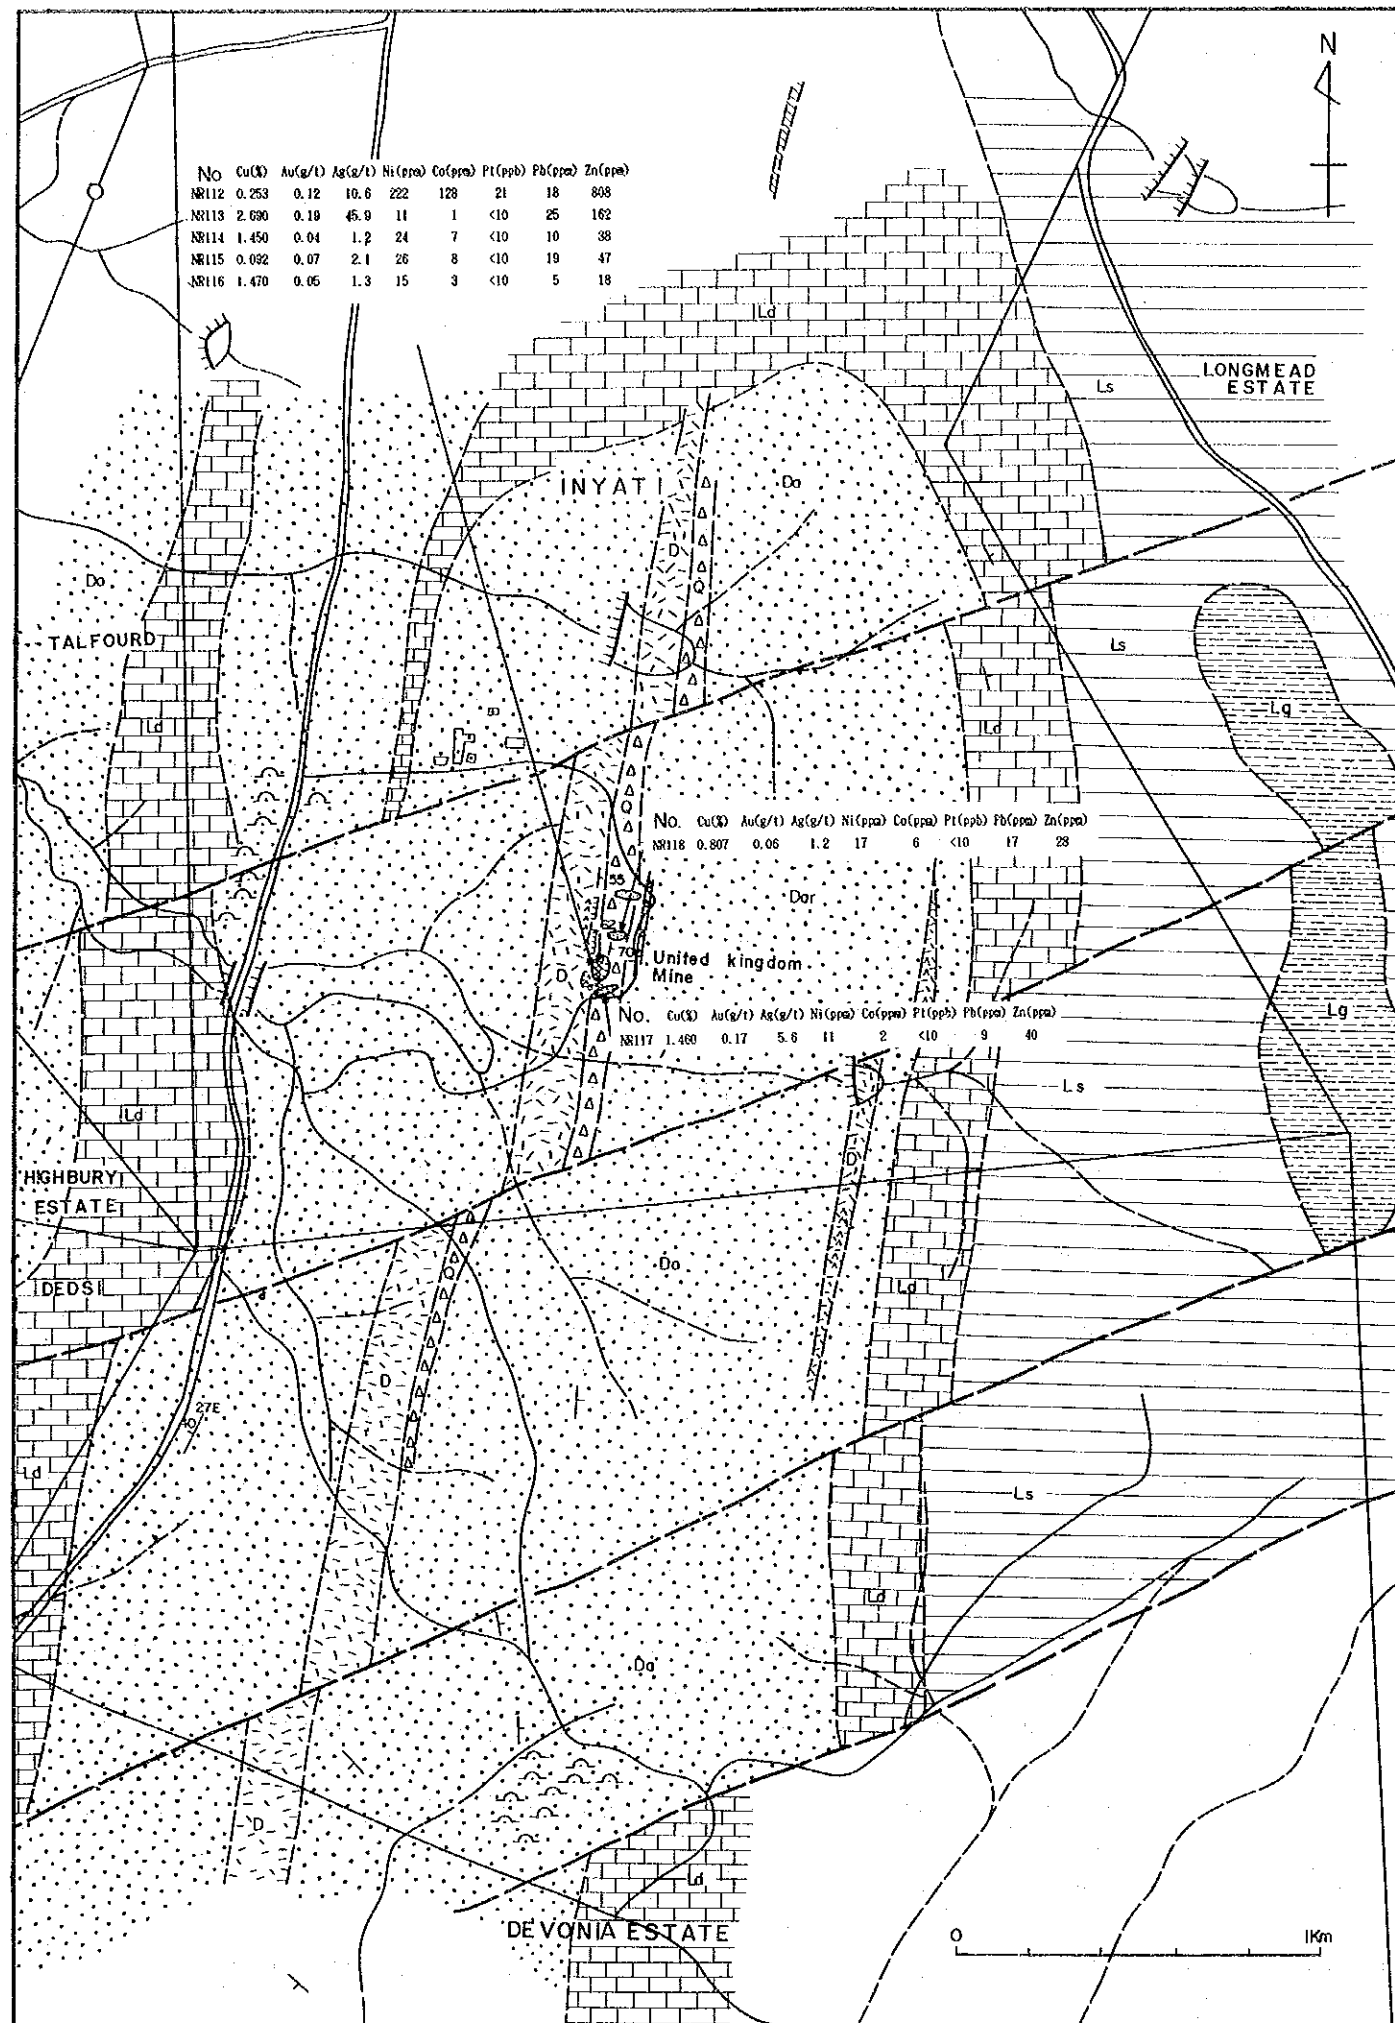 N
No Cu(%) Au(g/t) Ag(g/t) Ni(ppm) Co(ppm) Pt(ppb) Pb(ppm) Zn(ppm)
NR112 0.253 0.12 10.6 222 128 21 18 808
NR113 2.690 0.19 45.9 11 1 <10 25 162
NR114 1.450 0.04 1.2 24 7 <10 10 38
NR115 0.092 0.07 2.1 26 8 <10 19 47
NR116 1.470 0.05 1.3 15 3 <10 5 18
Ld
LONGMEAD
ESTATE
Ls
INYATI
Do
D
Q
Do
TALFOURD
Ls
Lg
Ld
Ld
Q
No. Cu(%) Au(g/t) Ag(g/t) Ni(ppm) Co(ppm) Pt(ppb) Pb(ppm) Zn(ppm)
NR118 0.807 0.06 1.2 17 6 <10 17 28
55
Dor
70
United kingdom
Mine
D
No. Cu(%) Au(g/t) Ag(g/t) Ni(ppm) Co(ppm) Pt(ppb) Pb(ppm) Zn(ppm)
NR117 1.460 0.17 5.6 11 2 <10 9 40
Lg
Ls
Ld
D
HIGHBURY
ESTATE
Do
Q
DEDSI
Ld
D
27E
40
Ld
Ls
Ld
Do
D
Ld
DEVONIA ESTATE
0 1Km